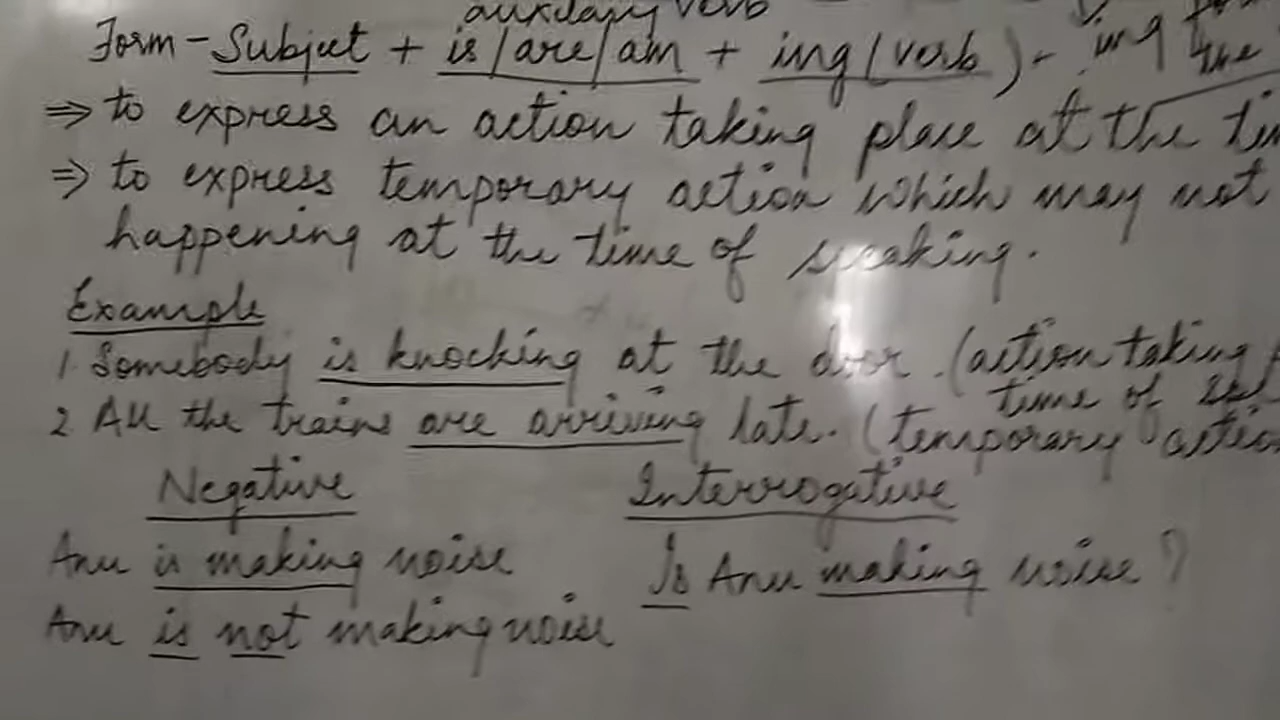 auxilary verb
Form - Subject + is/are/am + ing (verb) - ing
the
⇒ to express an action taking place at the
⇒ to express temporary action which may not
happening at the time of speaking.
Example
1. Somebody is knocking at the door. (action taking
time of
2 All the trains are arriving late. (temporary
Negative Interrogative
Anu is making noise Is Anu making noise?
Anu is not making noise